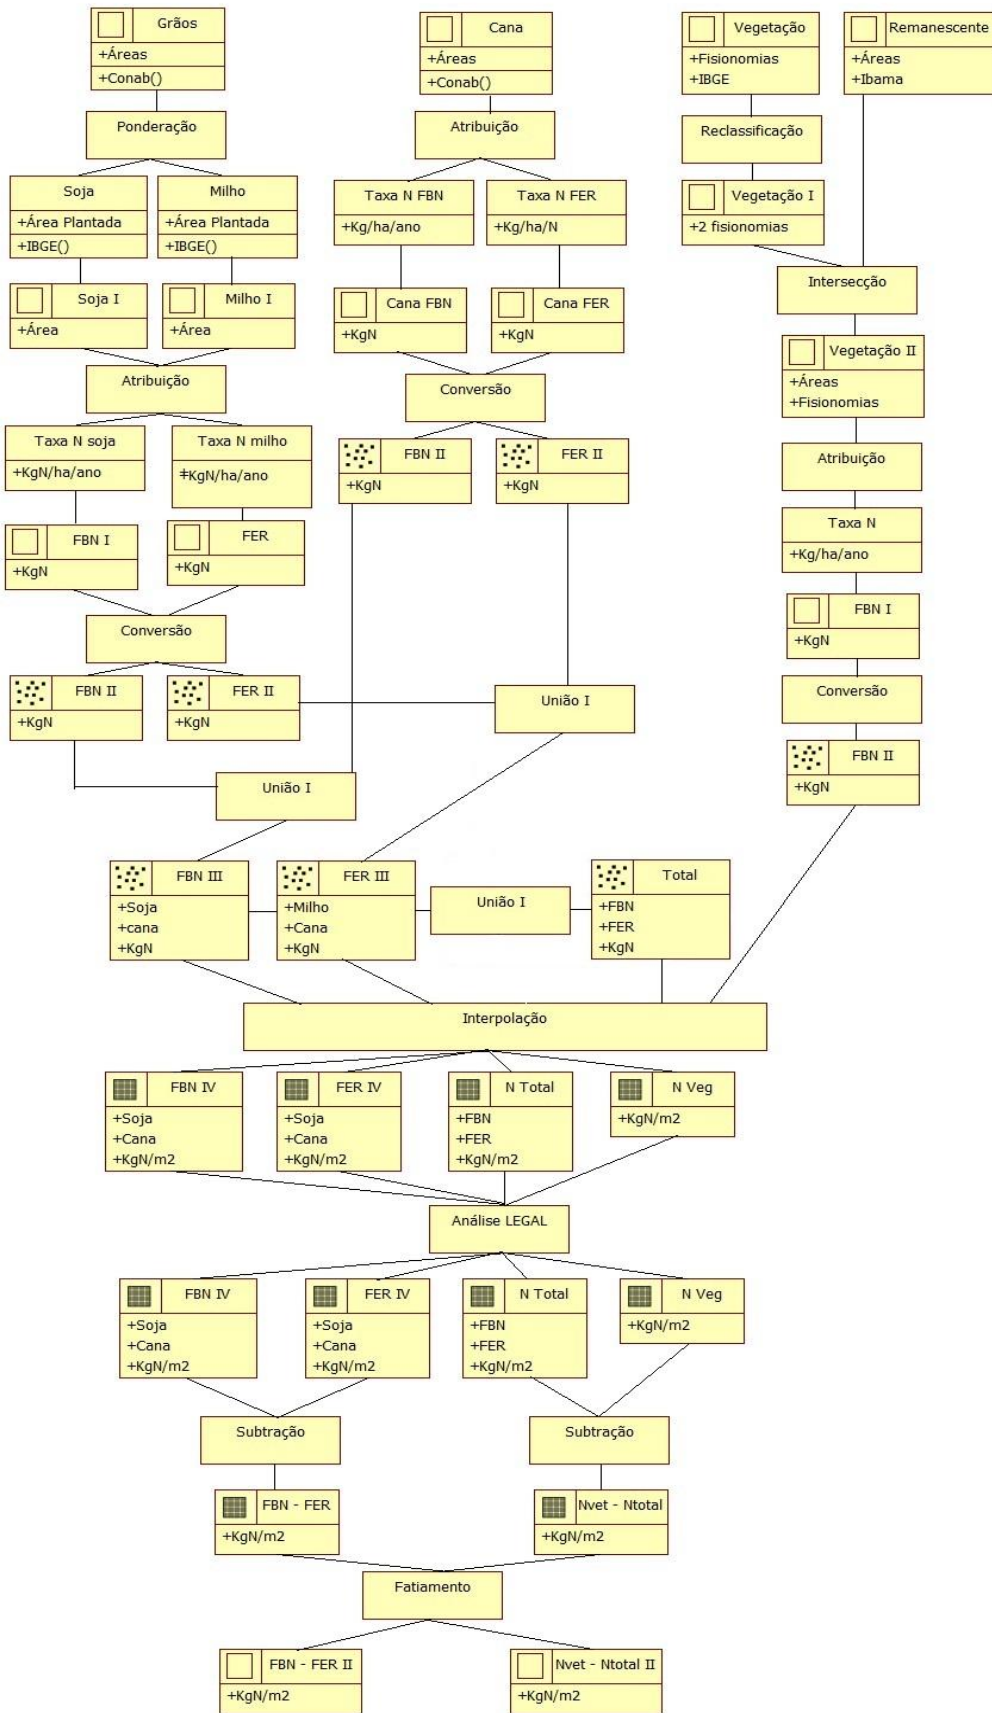 Grãos
+Áreas
+Conab()
Cana
+Áreas
+Conab()
Vegetação
+Fisionomias
+IBGE
Remanescente
+Áreas
+Ibama
Ponderação
Atribuição
Reclassificação
Soja
+Área Plantada
+IBGE()
Milho
+Área Plantada
+IBGE()
Taxa N FBN
+Kg/ha/ano
Taxa N FER
+Kg/ha/N
Vegetação I
+2 fisionomias
Intersecção
Soja I
+Área
Milho I
+Área
Cana FBN
+KgN
Cana FER
+KgN
Vegetação II
+Áreas
+Fisionomias
Atribuição
Conversão
Taxa N soja
+KgN/ha/ano
Taxa N milho
+KgN/ha/ano
FBN II
+KgN
FER II
+KgN
Atribuição
Taxa N
+Kg/ha/ano
FBN I
+KgN
FER
+KgN
FBN I
+KgN
Conversão
FBN II
+KgN
FER II
+KgN
União I
Conversão
FBN II
+KgN
União I
FBN III
+Soja
+cana
+KgN
FER III
+Milho
+Cana
+KgN
União I
Total
+FBN
+FER
+KgN
Interpolação
FBN IV
+Soja
+Cana
+KgN/m2
FER IV
+Soja
+Cana
+KgN/m2
N Total
+FBN
+FER
+KgN/m2
N Veg
+KgN/m2
Análise LEGAL
FBN IV
+Soja
+Cana
+KgN/m2
FER IV
+Soja
+Cana
+KgN/m2
N Total
+FBN
+FER
+KgN/m2
N Veg
+KgN/m2
Subtração
Subtração
FBN - FER
+KgN/m2
Nvet - Ntotal
+KgN/m2
Fatiamento
FBN - FER II
+KgN/m2
Nvet - Ntotal II
+KgN/m2